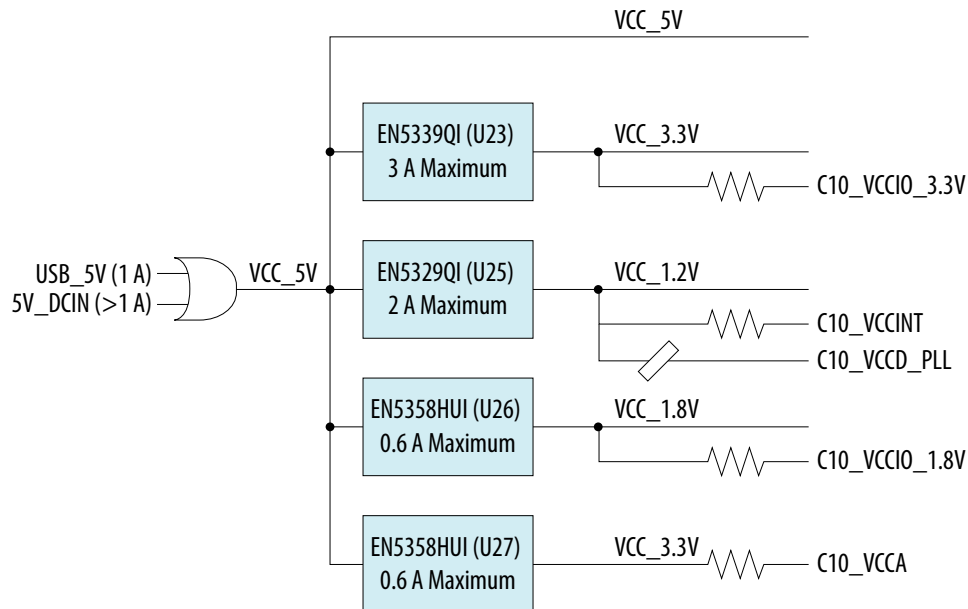 VCC_5V
EN5339QI (U23)
3 A Maximum
VCC_3.3V
C10_VCCIO_3.3V
USB_5V (1 A)
5V_DCIN (>1 A)
VCC_5V
EN5329QI (U25)
2 A Maximum
VCC_1.2V
C10_VCCINT
C10_VCCD_PLL
EN5358HUI (U26)
0.6 A Maximum
VCC_1.8V
C10_VCCIO_1.8V
EN5358HUI (U27)
0.6 A Maximum
VCC_3.3V
C10_VCCA